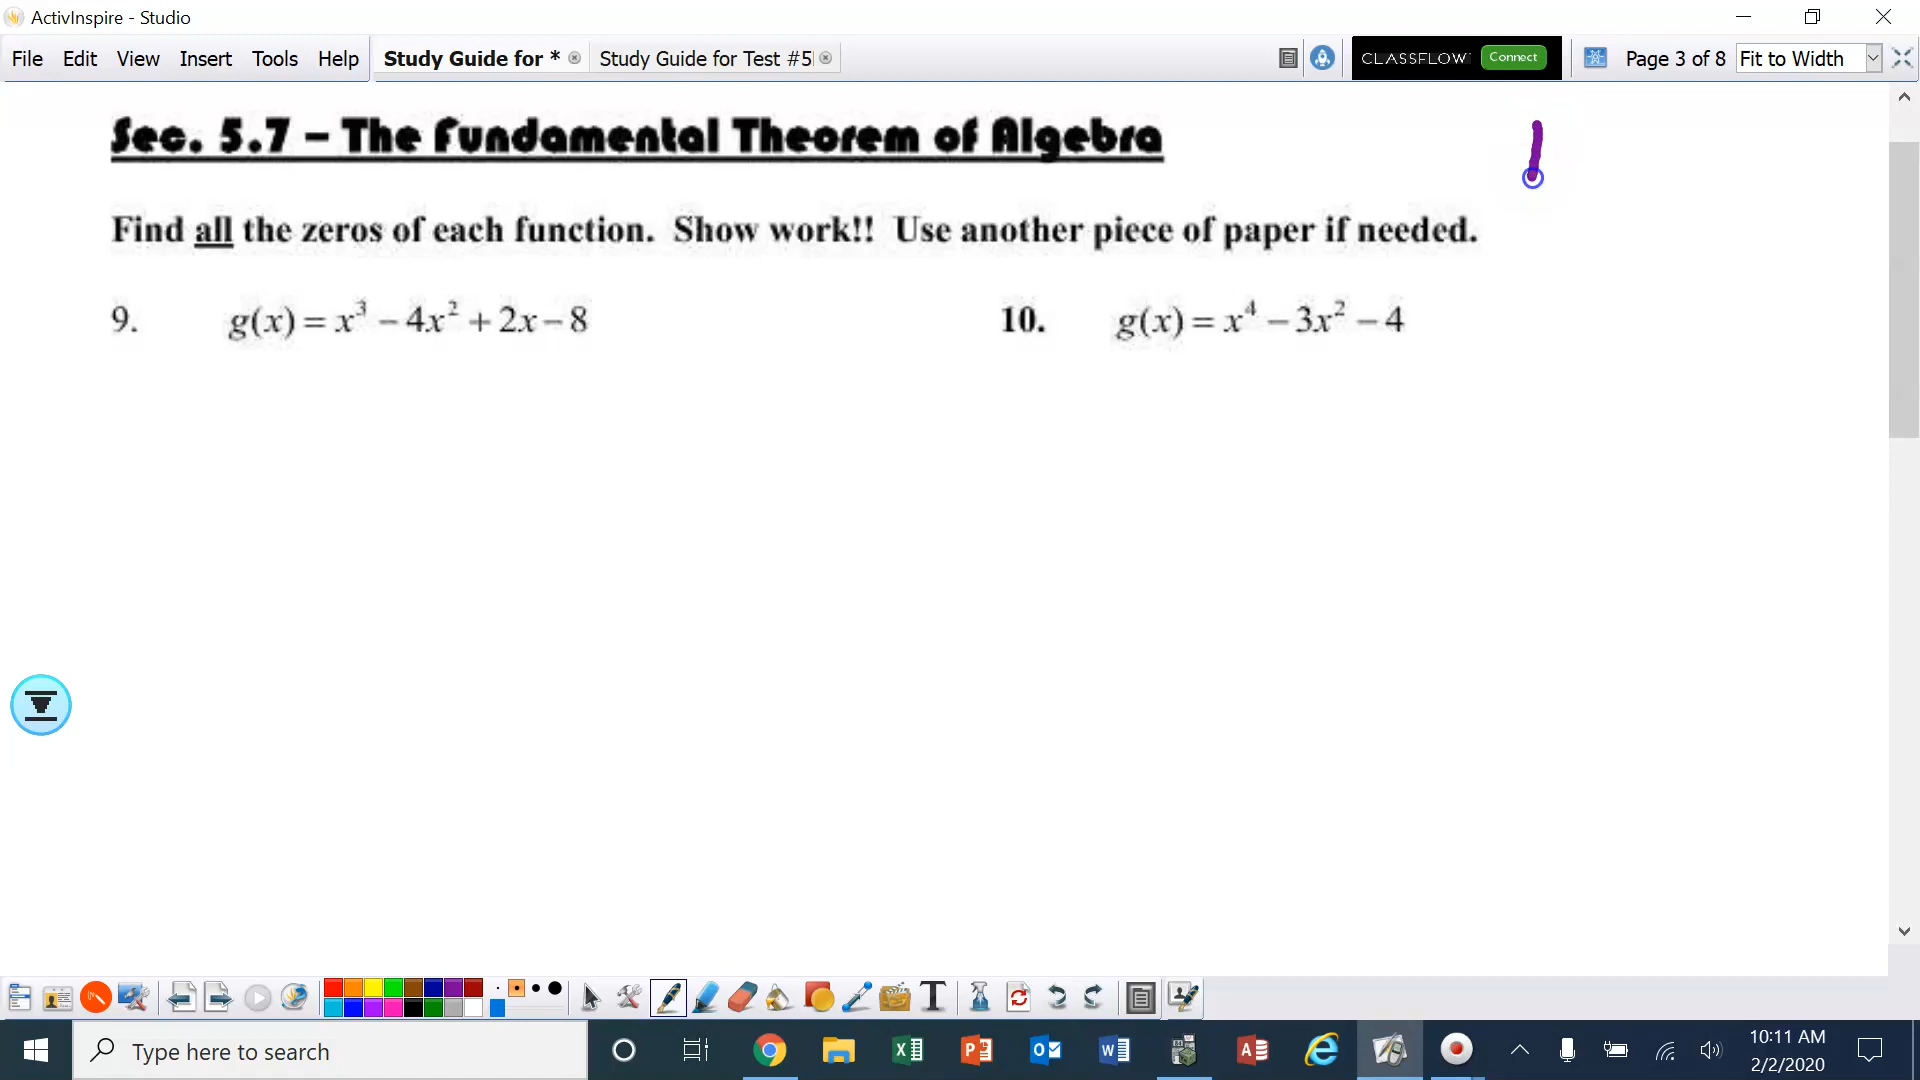 ActivInspire - Studio
File Edit View Insert Tools Help Study Guide for * Study Guide for Test #5 CLASSFLOW Connect Page 3 of 8 Fit to Width
Sec. 5.7 – The Fundamental Theorem of Algebra
Find all the zeros of each function. Show work!! Use another piece of paper if needed.
9. g(x) = x³ – 4x² + 2x – 8
10. g(x) = x⁴ – 3x² – 4
Type here to search
10:11 AM
2/2/2020